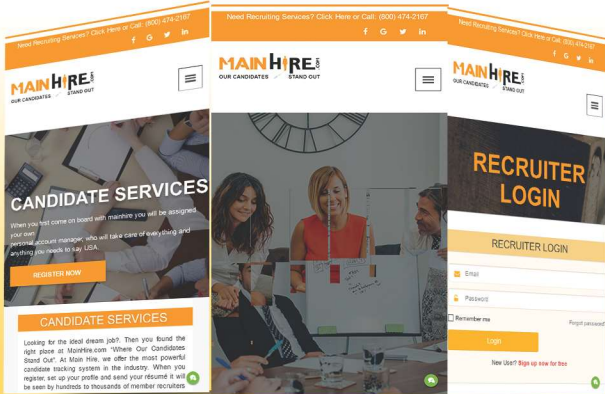 Need Recruiting Services? Click Here or Call: (800) 474-2167
f G in
MAINHIRE.com
OUR CANDIDATES STAND OUT
CANDIDATE SERVICES
When you first come on board with mainhire you will be assigned
your own
personal account manager, who will take care of everything and
anything you needs to say USA.
REGISTER NOW
CANDIDATE SERVICES
Looking for the ideal dream job?. Then you found the
right place at MainHire.com "Where Our Candidates
Stand Out". At Main Hire, we offer the most powerful
candidate tracking system in the industry. When you
register, set up your profile and send your résumé it will
be seen by hundreds to thousands of member recruiters
Need Recruiting Services? Click Here or Call: (800) 474-2167
f G in
MAINHIRE.com
OUR CANDIDATES STAND OUT
Need Recruiting Services? Click Here or Call: (800) 474-2167
f G in
MAINHIRE.com
OUR CANDIDATES STAND OUT
RECRUITER
LOGIN
RECRUITER LOGIN
Email
Password
Remember me Forgot password?
Login
New User? Sign up now for free